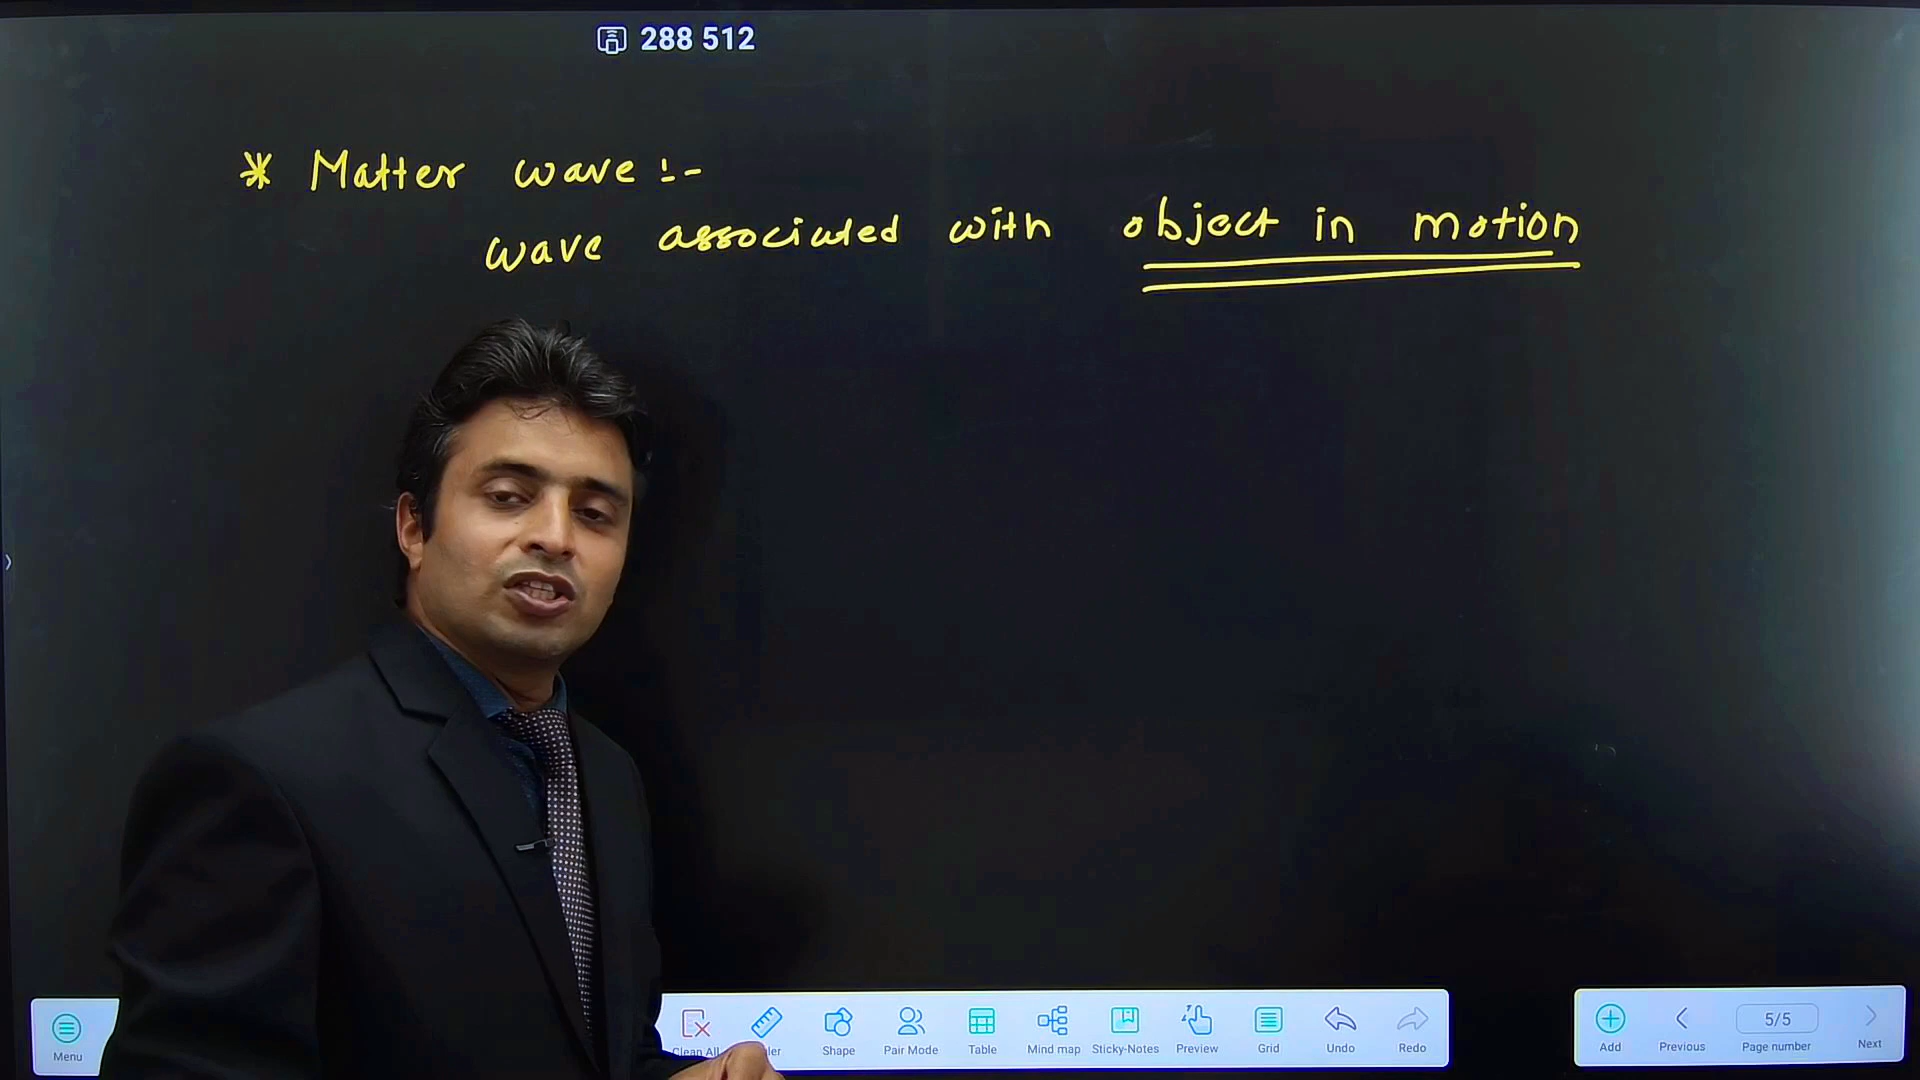 288 512
* Matter wave :-
wave associated with object in motion
Menu
Clean All
Shape
Pair Mode
Table
Mind map
Sticky-Notes
Preview
Grid
Undo
Redo
Add
Previous
5/5
Page number
Next